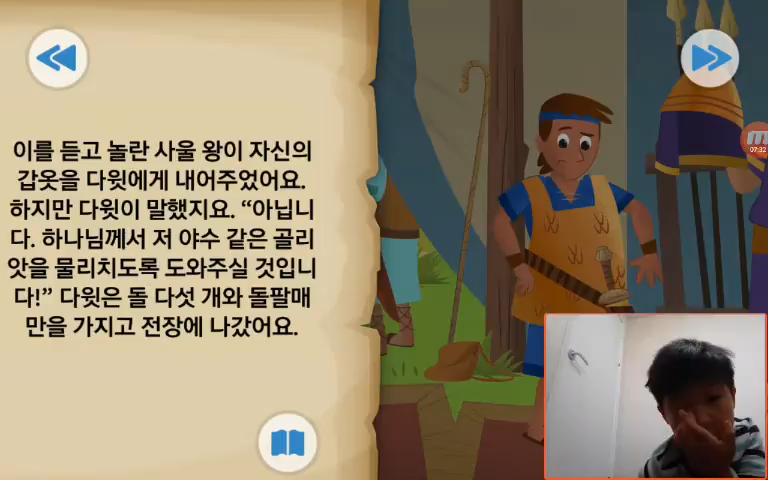 이를 듣고 놀란 사울 왕이 자신의
갑옷을 다윗에게 내어주었어요.
하지만 다윗이 말했지요. “아닙니
다. 하나님께서 저 야수 같은 골리
앗을 물리치도록 도와주실 것입니
다!” 다윗은 돌 다섯 개와 돌팔매
만을 가지고 전장에 나갔어요.
07:32